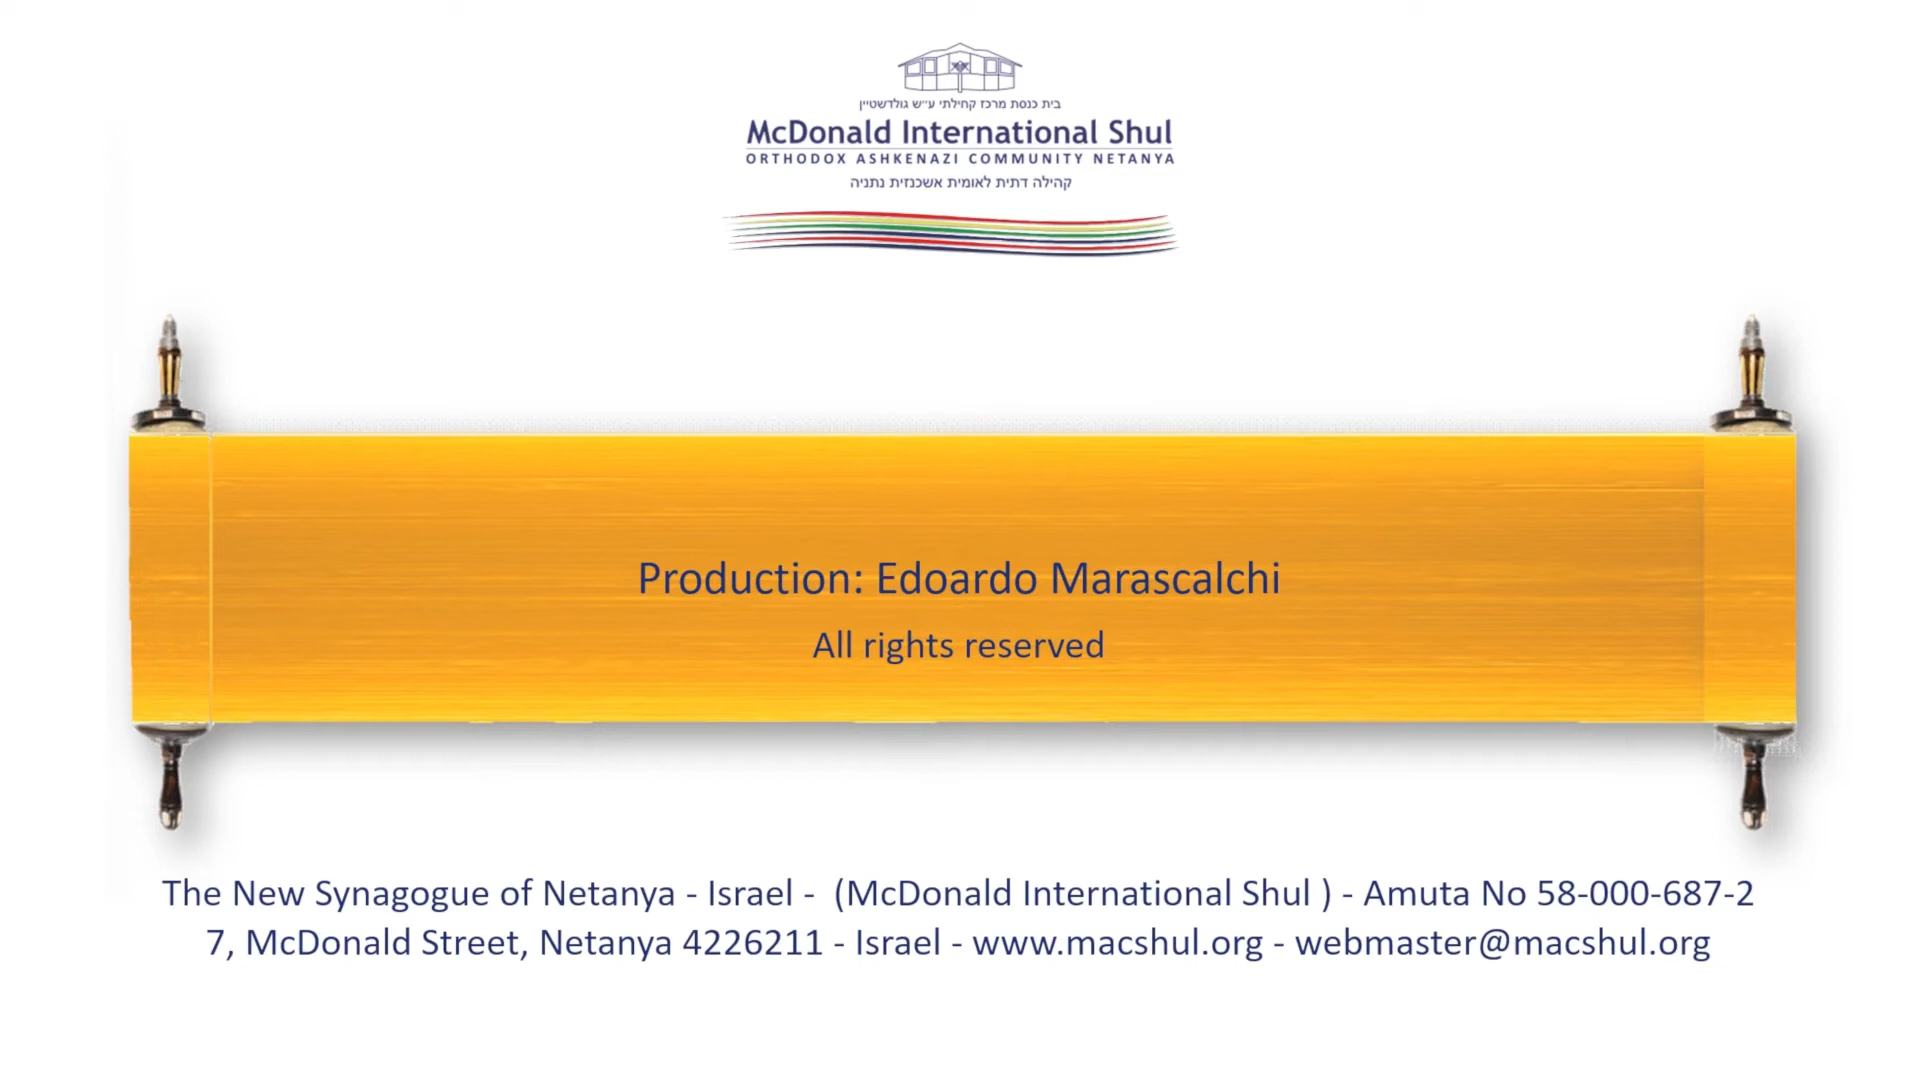 בית כנסת מרכז קהילתי ע״ש גולדשטיין
McDonald International Shul
ORTHODOX ASHKENAZI COMMUNITY NETANYA
קהילה דתית לאומית אשכנזית נתניה
Production: Edoardo Marascalchi
All rights reserved
The New Synagogue of Netanya - Israel - (McDonald International Shul ) - Amuta No 58-000-687-2
7, McDonald Street, Netanya 4226211 - Israel - www.macshul.org - webmaster@macshul.org